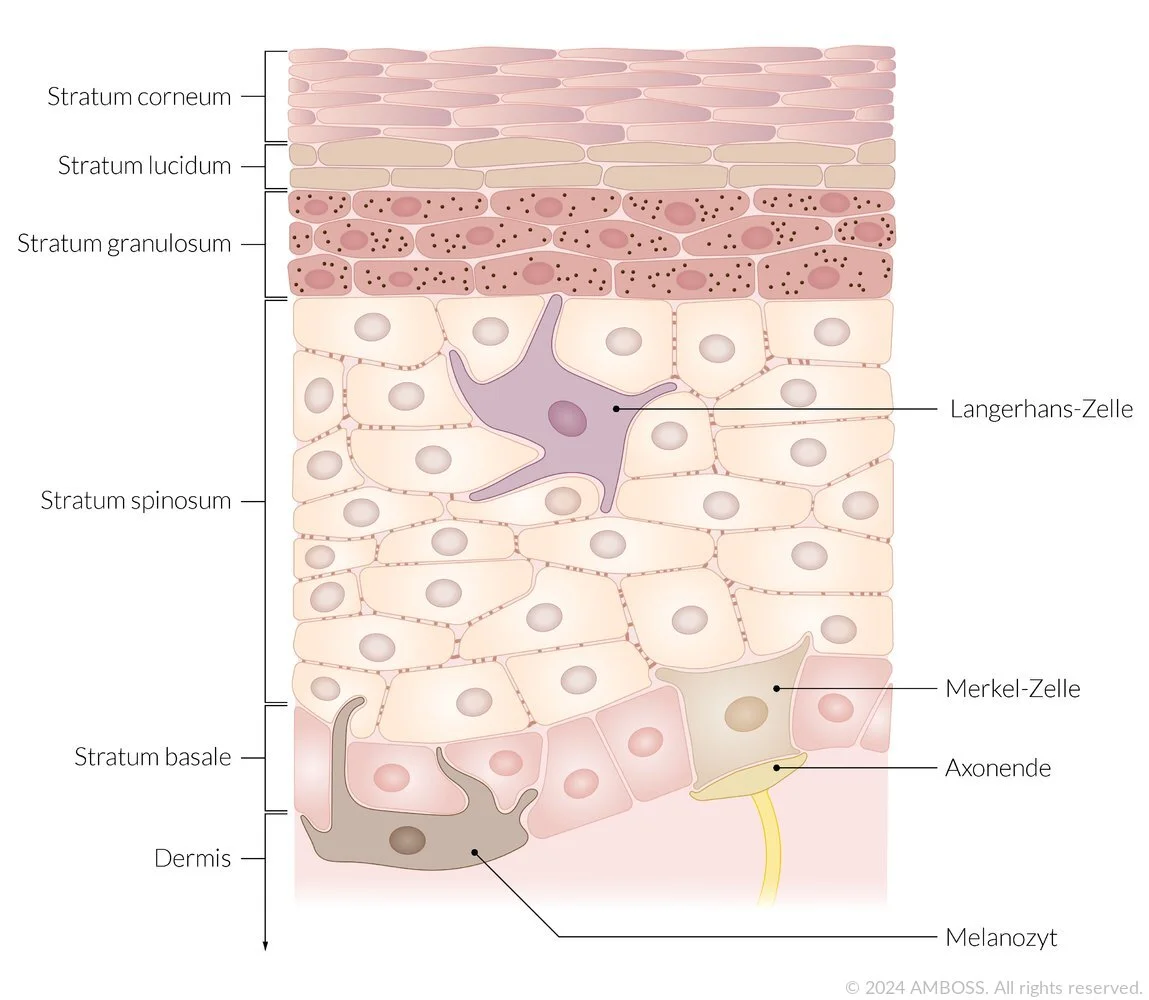 Stratum corneum
Stratum lucidum
Stratum granulosum
Langerhans-Zelle
Stratum spinosum
Merkel-Zelle
Stratum basale
Axonende
Dermis
Melanozyt
© 2024 AMBOSS. All rights reserved.